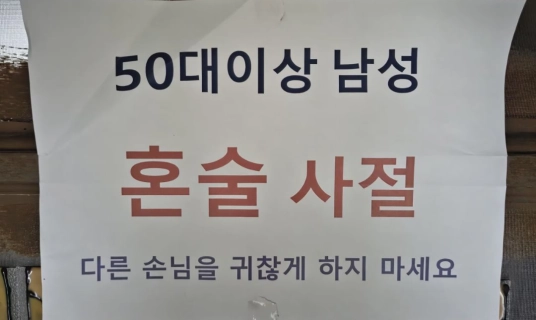 50대이상 남성
혼술 사절
다른 손님을 귀찮게 하지 마세요